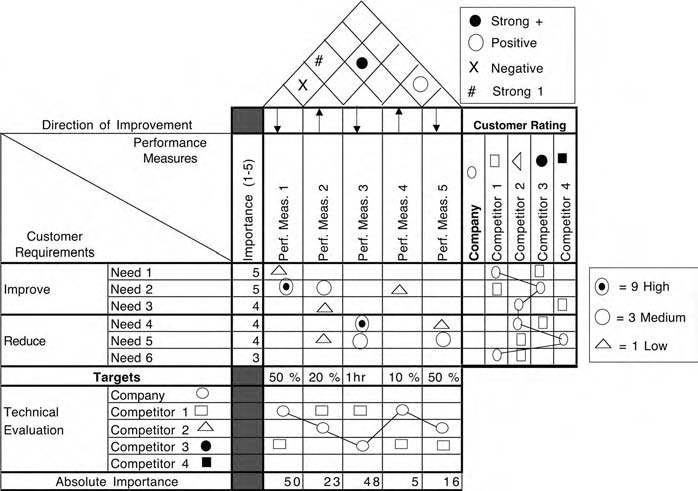 Strong +
Positive
X Negative
# Strong 1
#
X
Direction of Improvement
Customer Rating
Performance
Measures
Customer
Requirements
Importance (1-5)
Perf. Meas. 1
Perf. Meas. 2
Perf. Meas. 3
Perf. Meas. 4
Perf. Meas. 5
Company
Competitor 1
Competitor 2
Competitor 3
Competitor 4
Improve
Need 1 5
Need 2 5
Need 3 4
Reduce
Need 4 4
Need 5 4
Need 6 3
= 9 High
= 3 Medium
= 1 Low
Targets 50 % 20 % 1hr 10 % 50 %
Technical
Evaluation
Company
Competitor 1
Competitor 2
Competitor 3
Competitor 4
Absolute Importance 50 23 48 5 16